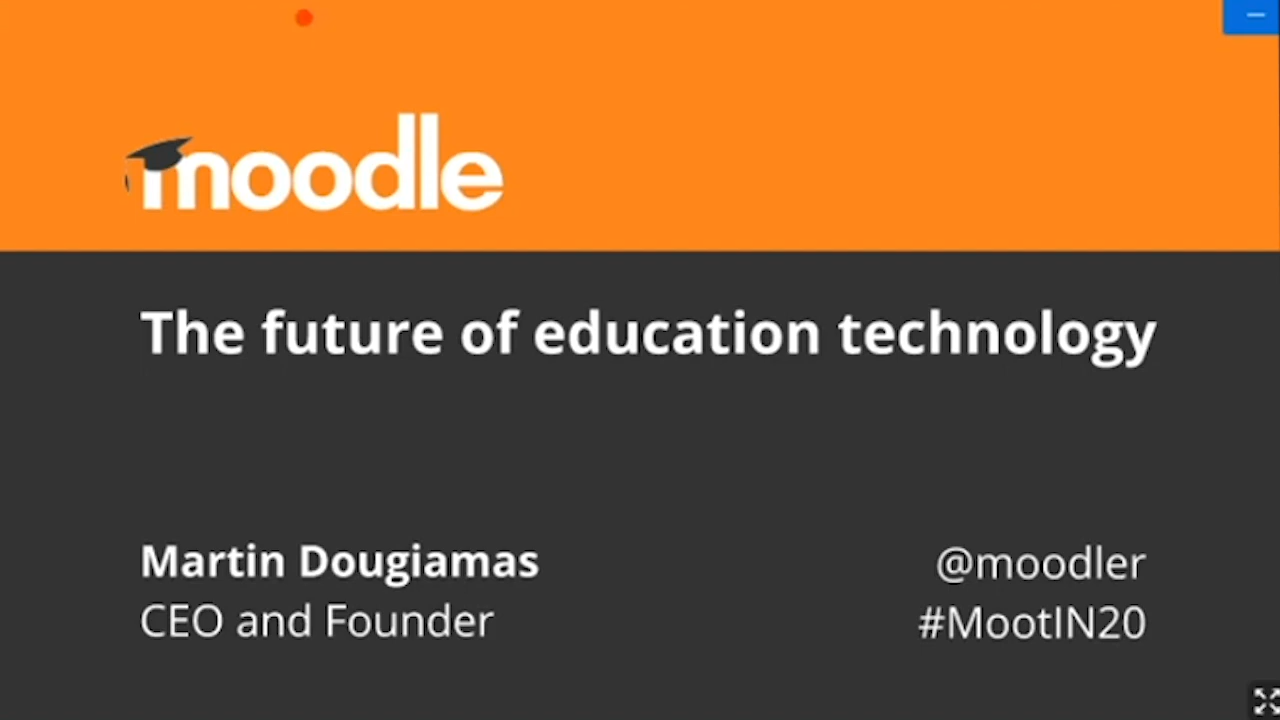 moodle
The future of education technology
Martin Dougiamas
CEO and Founder
@moodler
#MootIN20